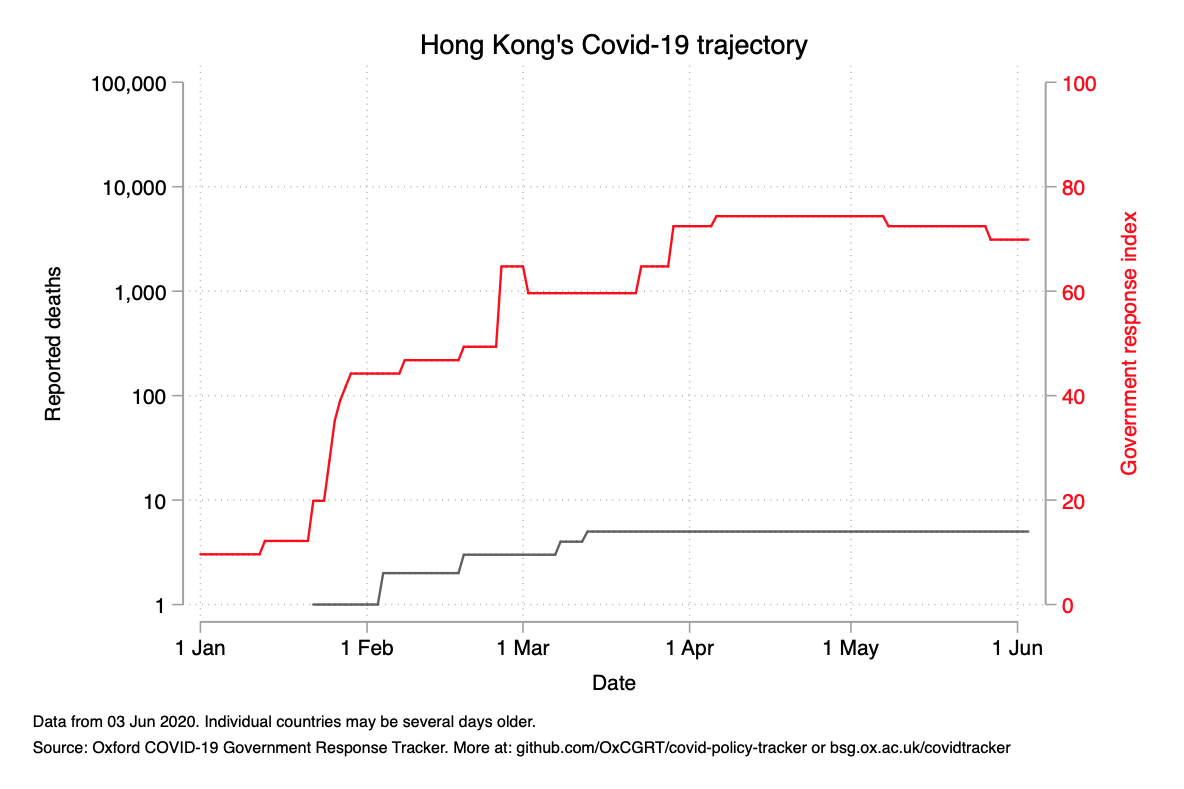 Hong Kong's Covid-19 trajectory
100,000
10,000
1,000
100
10
1
Reported deaths
100
80
60
40
20
0
Government response index
1 Jan
1 Feb
1 Mar
1 Apr
1 May
1 Jun
Date
Data from 03 Jun 2020. Individual countries may be several days older.
Source: Oxford COVID-19 Government Response Tracker. More at: github.com/OxCGRT/covid-policy-tracker or bsg.ox.ac.uk/covidtracker